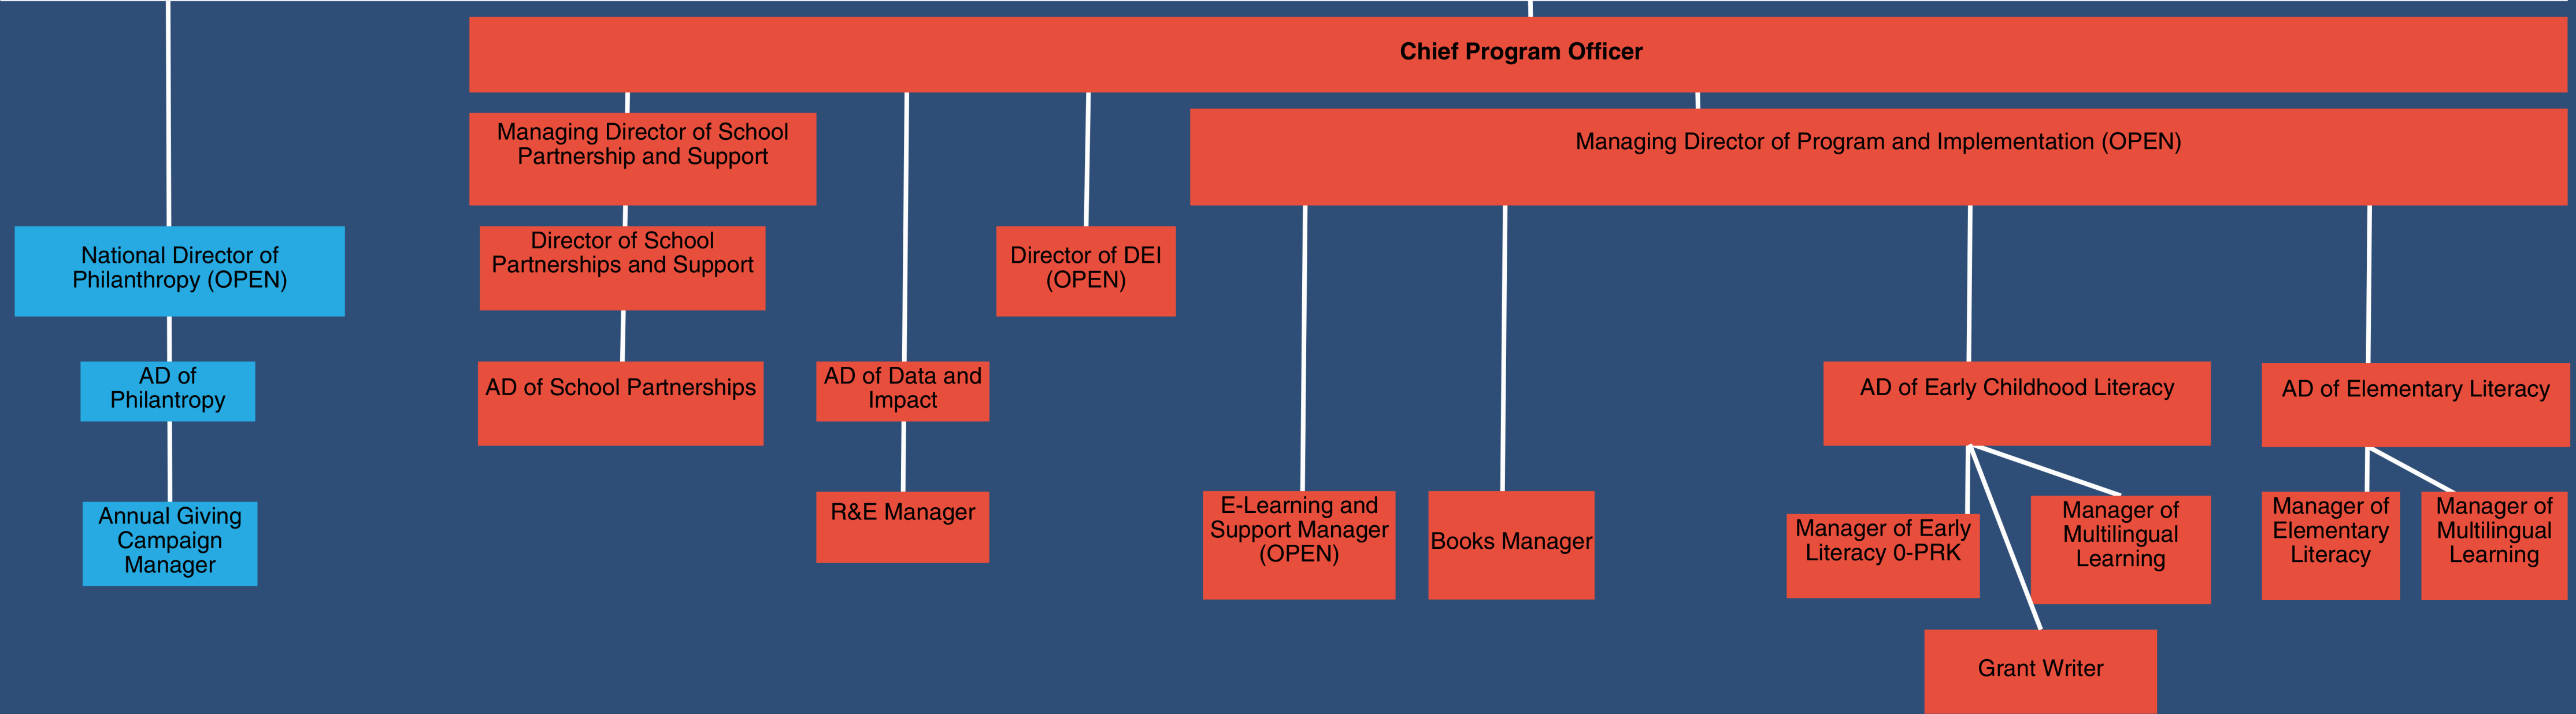 Chief Program Officer
Managing Director of School
Partnership and Support
Managing Director of Program and Implementation (OPEN)
National Director of
Philanthropy (OPEN)
Director of School
Partnerships and Support
Director of DEI
(OPEN)
AD of
Philantropy
AD of School Partnerships
AD of Data and
Impact
AD of Early Childhood Literacy
AD of Elementary Literacy
Annual Giving
Campaign
Manager
R&E Manager
E-Learning and
Support Manager
(OPEN)
Books Manager
Manager of Early
Literacy 0-PRK
Manager of
Multilingual
Learning
Manager of
Elementary
Literacy
Manager of
Multilingual
Learning
Grant Writer